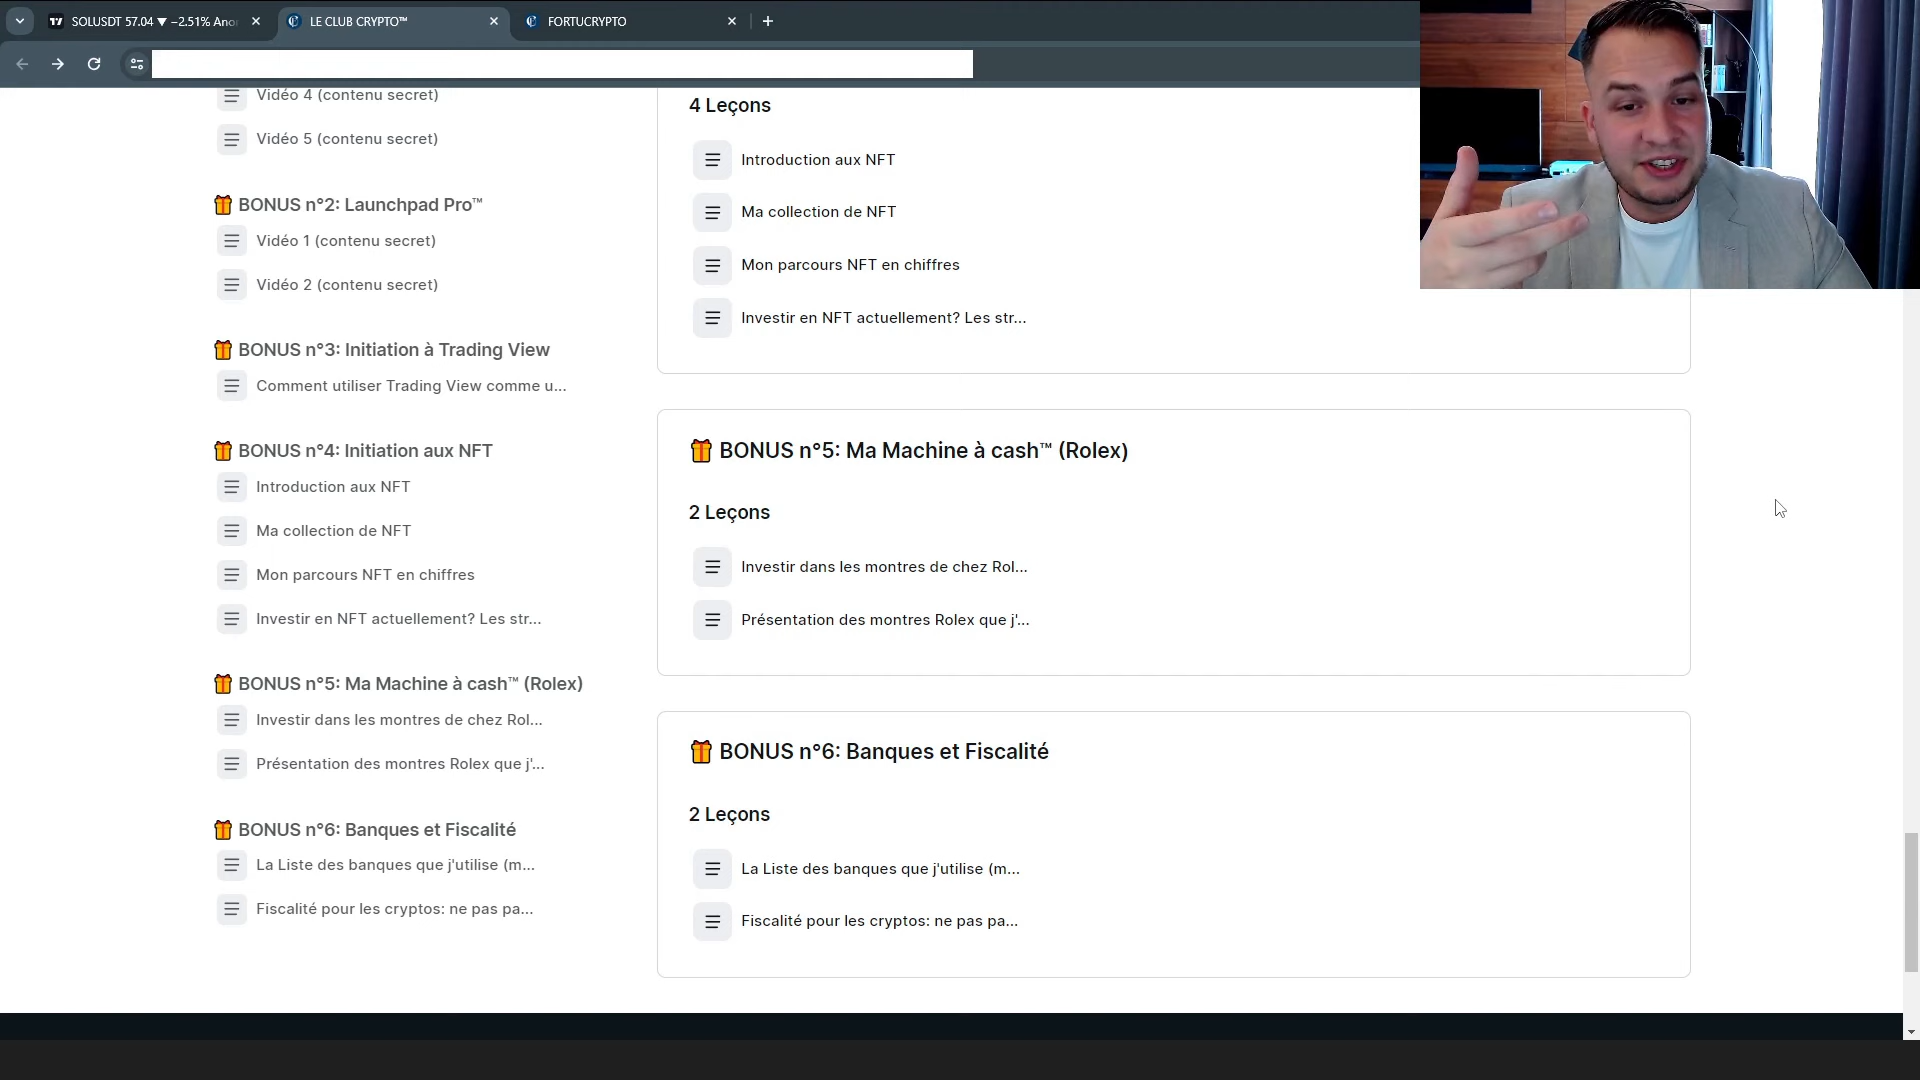 SOLUSDT 57.04 ▼ −2.51% Ano
LE CLUB CRYPTO™
FORTUCRYPTO
Vidéo 4 (contenu secret)
Vidéo 5 (contenu secret)
BONUS n°2: Launchpad Pro™
Vidéo 1 (contenu secret)
Vidéo 2 (contenu secret)
BONUS n°3: Initiation à Trading View
Comment utiliser Trading View comme u...
BONUS n°4: Initiation aux NFT
Introduction aux NFT
Ma collection de NFT
Mon parcours NFT en chiffres
Investir en NFT actuellement? Les str...
BONUS n°5: Ma Machine à cash™ (Rolex)
Investir dans les montres de chez Rol...
Présentation des montres Rolex que j'...
BONUS n°6: Banques et Fiscalité
La Liste des banques que j'utilise (m...
Fiscalité pour les cryptos: ne pas pa...
4 Leçons
Introduction aux NFT
Ma collection de NFT
Mon parcours NFT en chiffres
Investir en NFT actuellement? Les str...
BONUS n°5: Ma Machine à cash™ (Rolex)
2 Leçons
Investir dans les montres de chez Rol...
Présentation des montres Rolex que j'...
BONUS n°6: Banques et Fiscalité
2 Leçons
La Liste des banques que j'utilise (m...
Fiscalité pour les cryptos: ne pas pa...